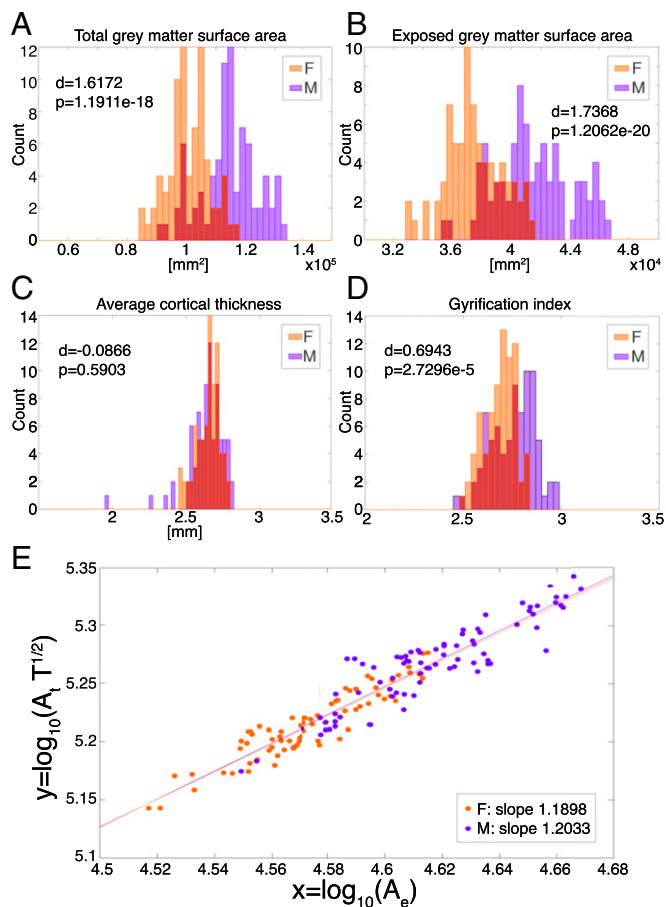 A
Total grey matter surface area
12
10
8
6
4
2
0
Count
d=1.6172
p=1.1911e-18
F
M
0.6
0.8
1
1.2
1.4
[mm²]
x10⁵
B
Exposed grey matter surface area
10
8
6
4
2
0
Count
d=1.7368
p=1.2062e-20
F
M
3.2
3.6
4
4.4
4.8
[mm²]
x10⁴
C
Average cortical thickness
14
12
10
8
6
4
2
0
Count
d=-0.0866
p=0.5903
F
M
2
2.5
3
3.5
[mm]
D
Gyrification index
14
12
10
8
6
4
2
0
Count
d=0.6943
p=2.7296e-5
F
M
2
2.5
3
3.5
E
5.35
5.3
5.25
5.2
5.15
5.1
y=log₁₀(Aₜ T^1/2)
F: slope 1.1898
M: slope 1.2033
4.5
4.52
4.54
4.56
4.58
4.6
4.62
4.64
4.66
4.68
x=log₁₀(Aₑ)